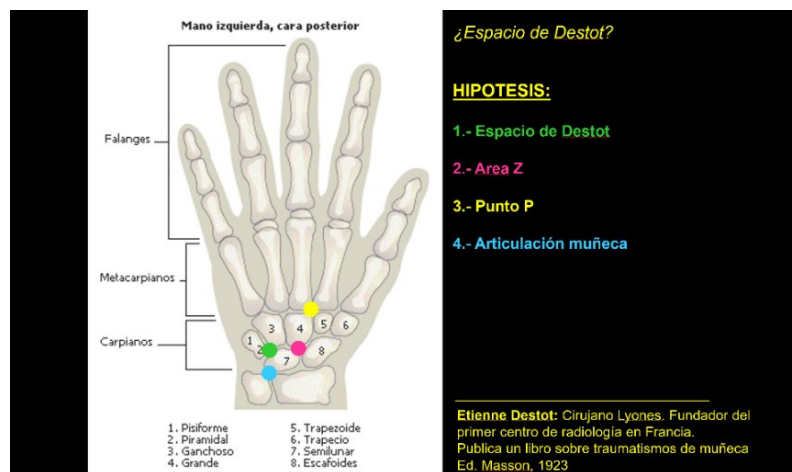 Mano izquierda, cara posterior
Falanges
Metacarpianos
Carpianos
1
2
3
4
5
6
7
8
1. Pisiforme
2. Piramidal
3. Ganchoso
4. Grande
5. Trapezoide
6. Trapecio
7. Semilunar
8. Escafoides
¿Espacio de Destot?
HIPOTESIS:
1.- Espacio de Destot
2.- Area Z
3.- Punto P
4.- Articulación muñeca
Etienne Destot: Cirujano Lyones. Fundador del
primer centro de radiología en Francia.
Publica un libro sobre traumatismos de muñeca
Ed. Masson, 1923